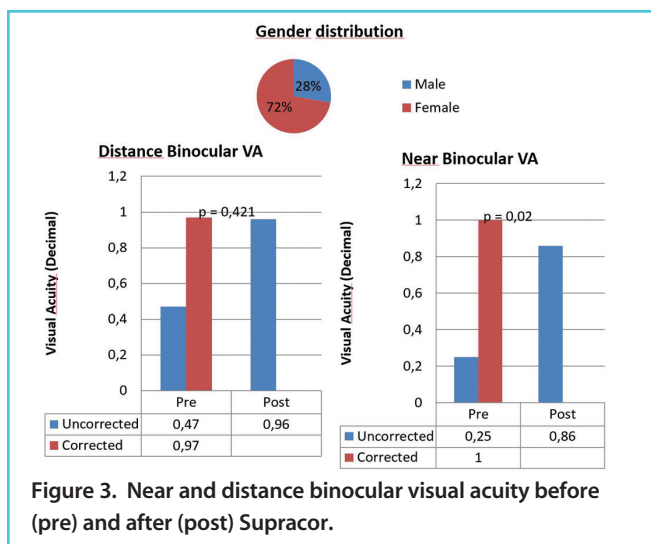 Gender distribution
28%
72%
Male
Female
Distance Binocular VA
1,2
1
0,8
0,6
0,4
0,2
0
Visual Acuity (Decimal)
p = 0,421
Pre Post
Uncorrected 0,47 0,96
Corrected 0,97
Near Binocular VA
1,2
1
0,8
0,6
0,4
0,2
0
Visual Acuity (Decimal)
p = 0,02
Pre Post
Uncorrected 0,25 0,86
Corrected 1
Figure 3. Near and distance binocular visual acuity before
(pre) and after (post) Supracor.